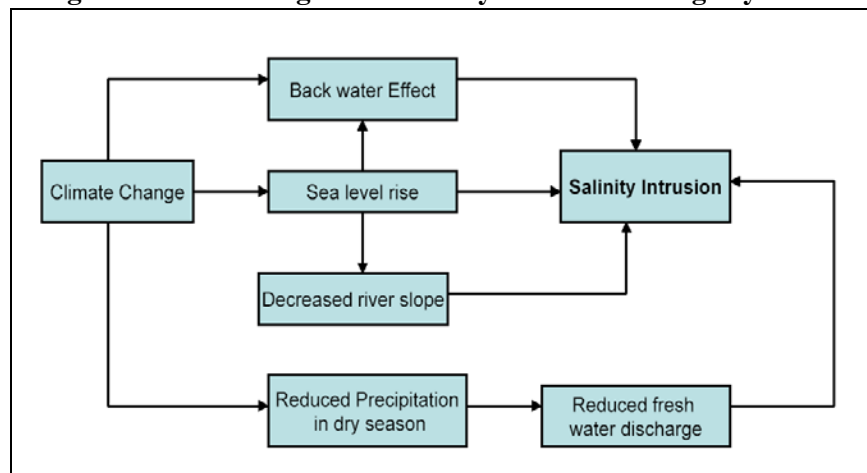 Back water Effect
Climate Change
Sea level rise
Salinity Intrusion
Decreased river slope
Reduced Precipitation
in dry season
Reduced fresh
water discharge